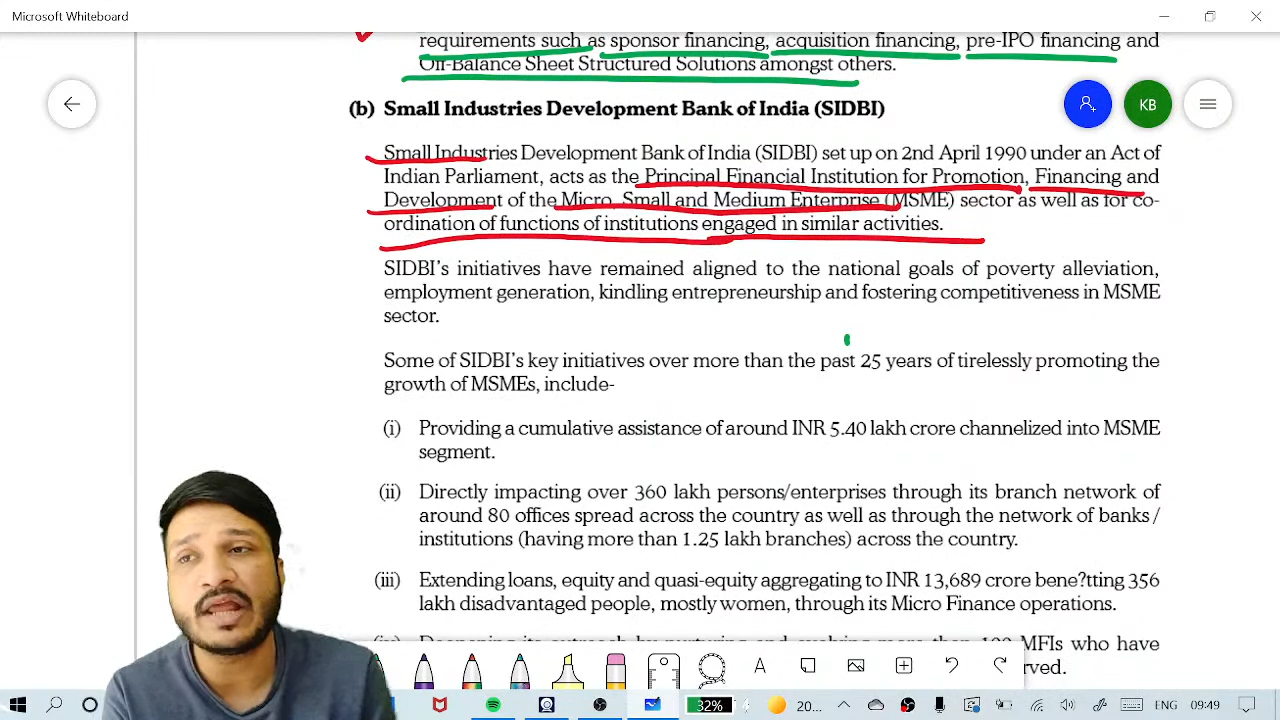 Microsoft Whiteboard
requirements such as sponsor financing, acquisition financing, pre-IPO financing and
Off-Balance Sheet Structured Solutions amongst others.
KB
(b) Small Industries Development Bank of India (SIDBI)
Small Industries Development Bank of India (SIDBI) set up on 2nd April 1990 under an Act of
Indian Parliament, acts as the Principal Financial Institution for Promotion, Financing and
Development of the Micro, Small and Medium Enterprise (MSME) sector as well as for co-
ordination of functions of institutions engaged in similar activities.
SIDBI's initiatives have remained aligned to the national goals of poverty alleviation,
employment generation, kindling entrepreneurship and fostering competitiveness in MSME
sector.
Some of SIDBI's key initiatives over more than the past 25 years of tirelessly promoting the
growth of MSMEs, include-
(i) Providing a cumulative assistance of around INR 5.40 lakh crore channelized into MSME
segment.
(ii) Directly impacting over 360 lakh persons/enterprises through its branch network of
around 80 offices spread across the country as well as through the network of banks/
institutions (having more than 1.25 lakh branches) across the country.
(iii) Extending loans, equity and quasi-equity aggregating to INR 13,689 crore bene?tting 356
lakh disadvantaged people, mostly women, through its Micro Finance operations.
MFIs who have
A
32%
20...
ENG
09:49